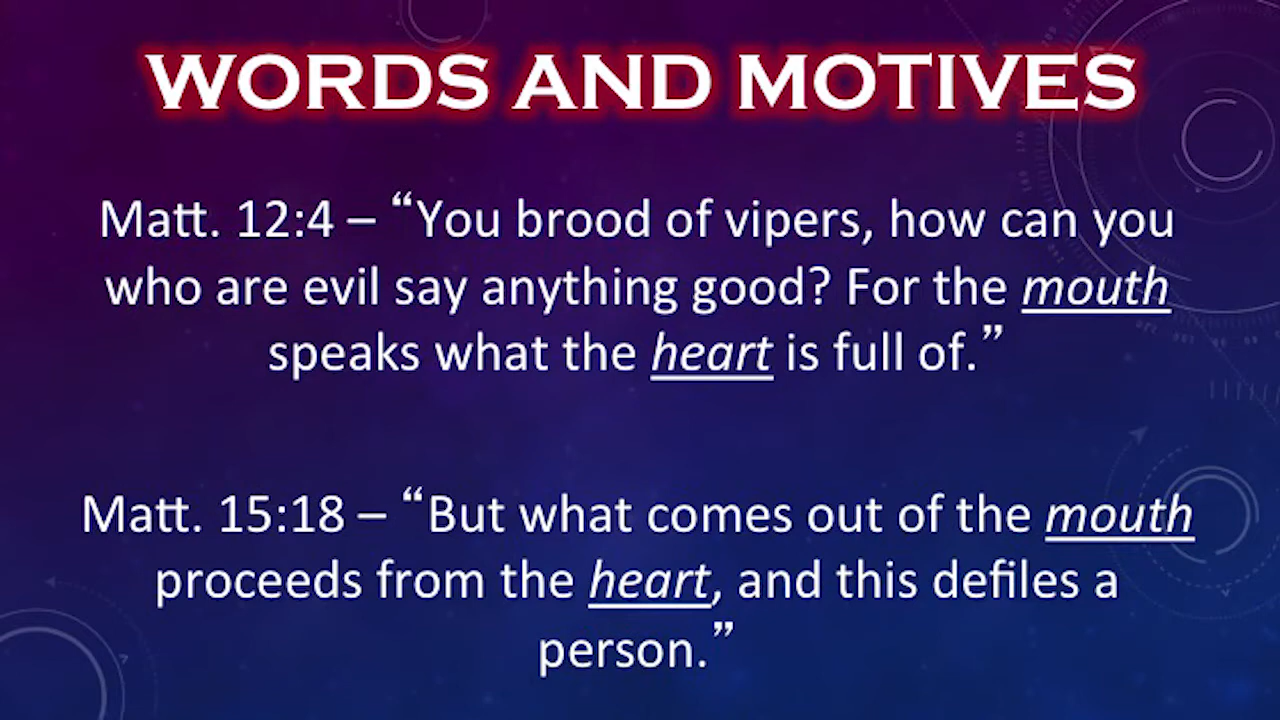 WORDS AND MOTIVES
Matt. 12:4 – “You brood of vipers, how can you
who are evil say anything good? For the mouth
speaks what the heart is full of.”
Matt. 15:18 – “But what comes out of the mouth
proceeds from the heart, and this defiles a
person.”